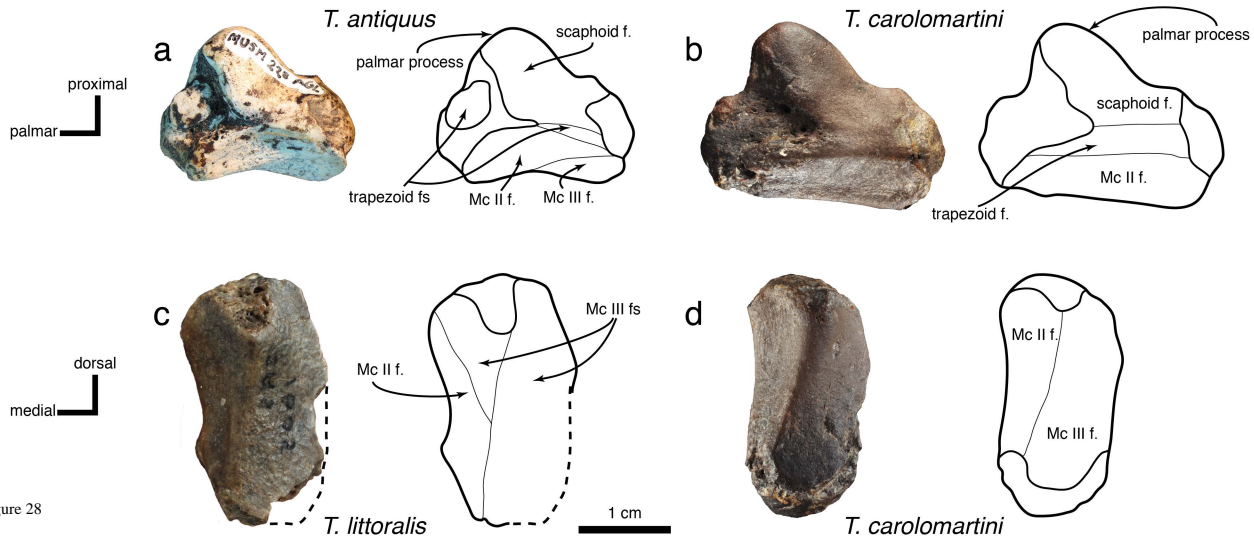 T. antiquus
T. carolomartini
a
MUSM
scaphoid f.
palmar process
b
palmar process
proximal
palmar
scaphoid f.
trapezoid fs
Mc II f.
Mc III f.
Mc II f.
trapezoid f.
c
Mc III fs
d
Mc II f.
dorsal
Mc II f.
medial
Mc III f.
gure 28
T. littoralis
1 cm
T. carolomartini